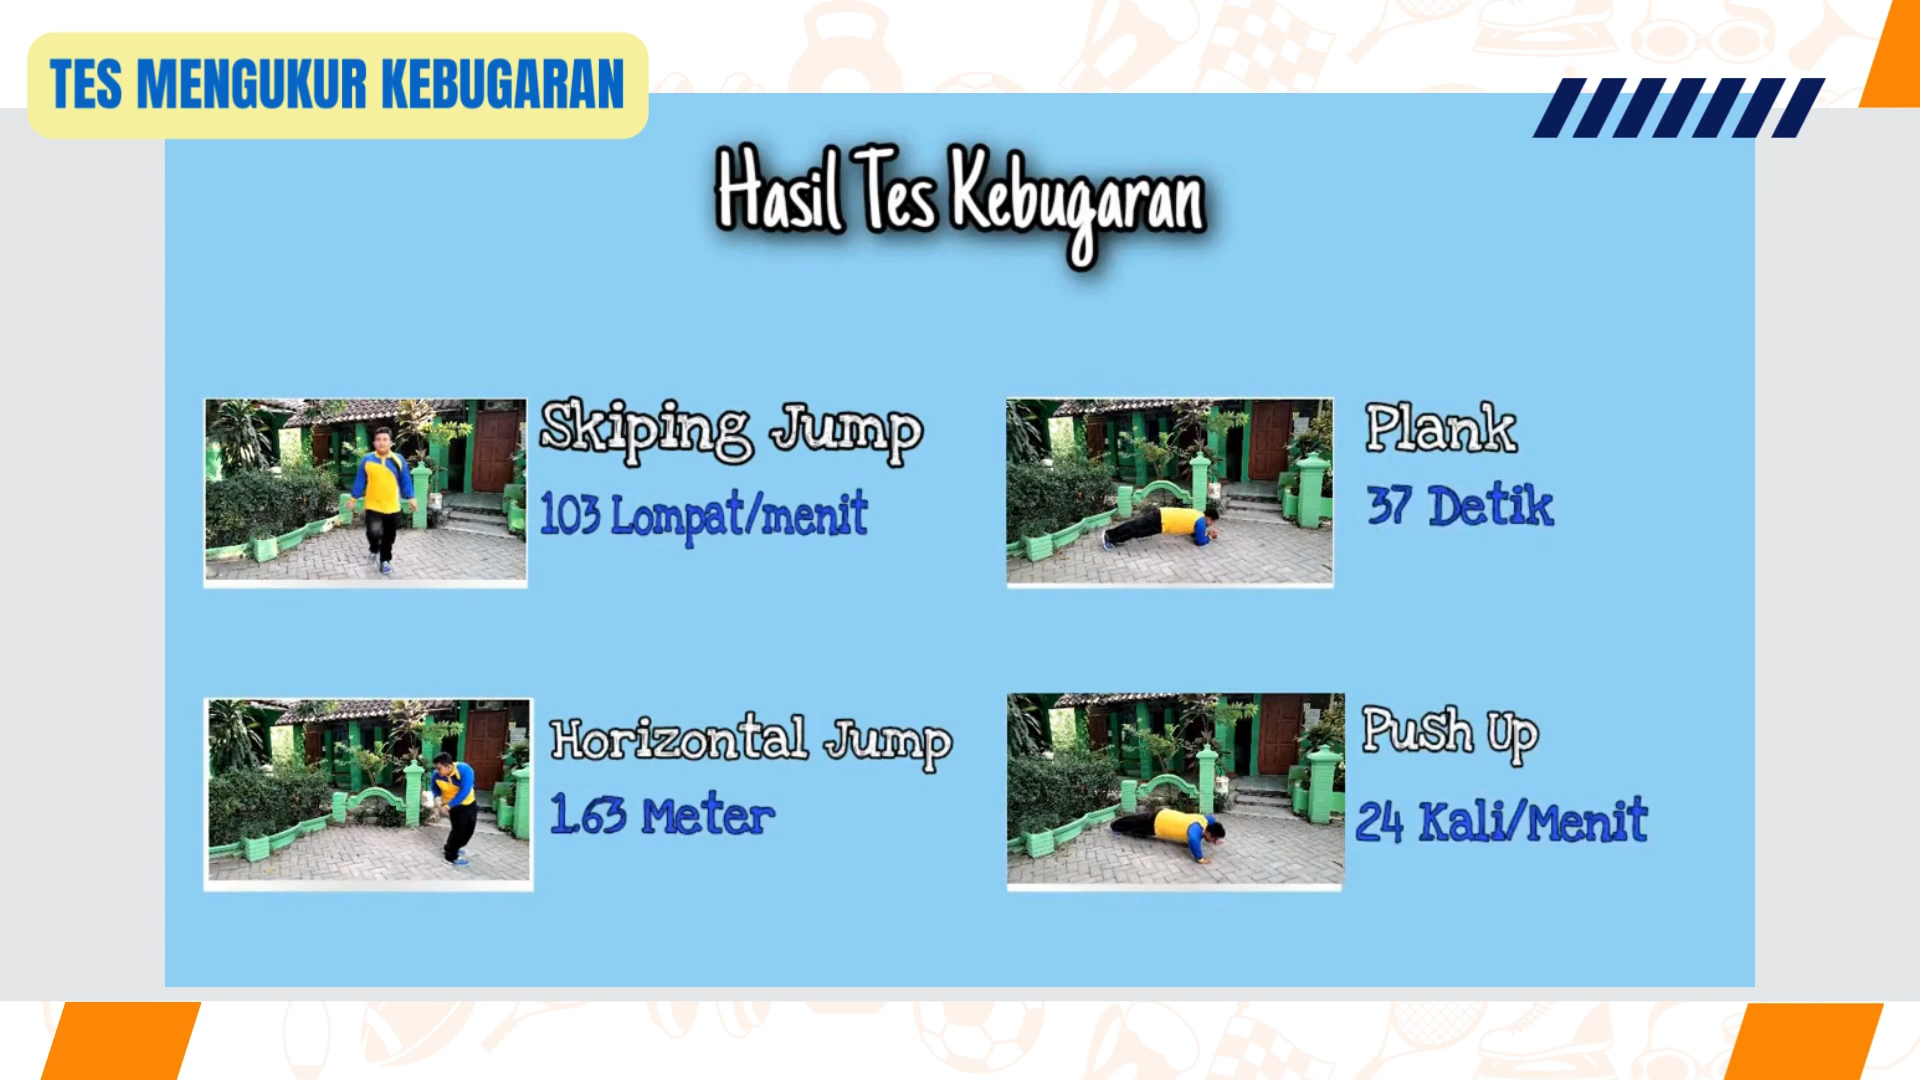 TES MENGUKUR KEBUGARAN
Hasil Tes Kebugaran
Skiping Jump
103 Lompat/menit
Plank
37 Detik
Horizontal Jump
1.63 Meter
Push Up
24 Kali/Menit